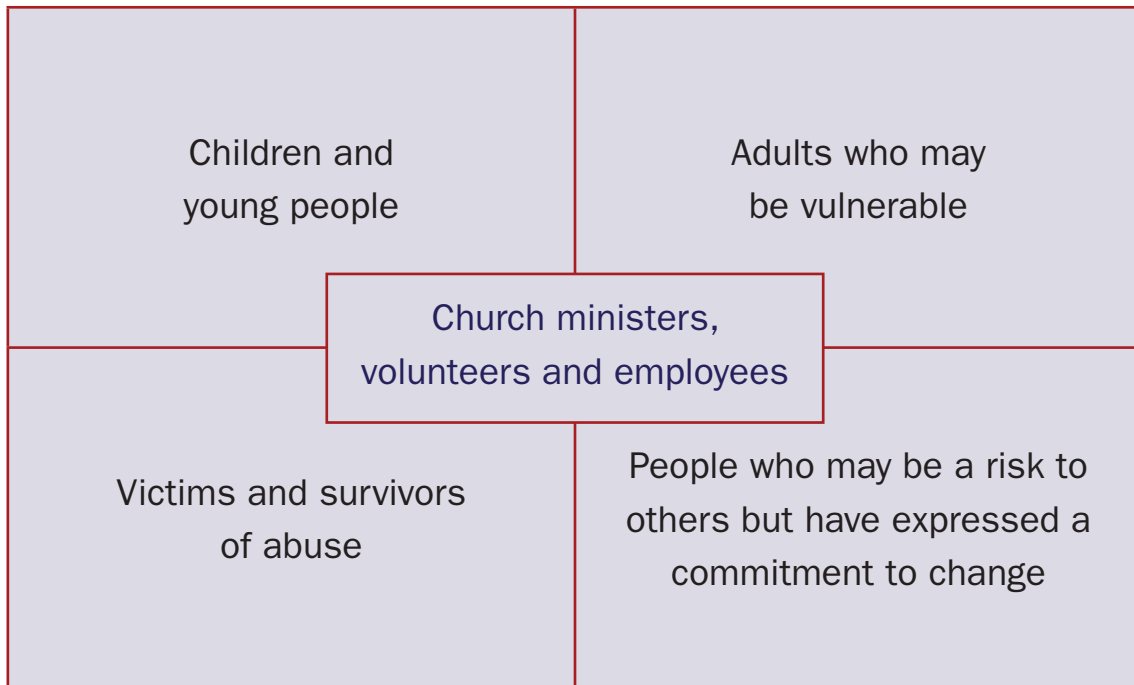 Children and
young people
Adults who may
be vulnerable
Church ministers,
volunteers and employees
Victims and survivors
of abuse
People who may be a risk to
others but have expressed a
commitment to change